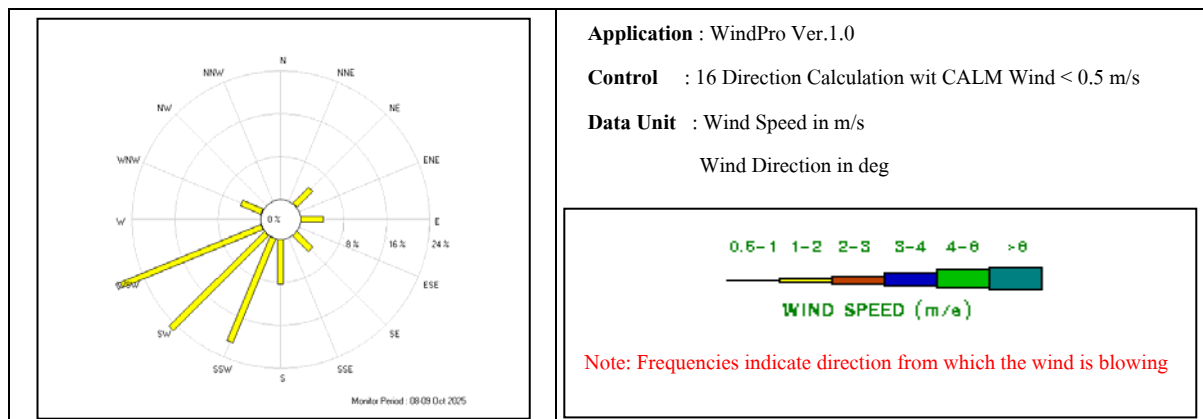 N
NNW
NNE
NW
NE
WNW
ENE
W
0 %
E
8 %
16 %
24 %
ESE
SW
SE
SSW
SSE
S
Monitor Period : 08-09 Oct 2025
Application : WindPro Ver.1.0
Control : 16 Direction Calculation wit CALM Wind < 0.5 m/s
Data Unit : Wind Speed in m/s
Wind Direction in deg
0.5-1 1-2 2-3 3-4 4-6 >6
WIND SPEED (m/s)
Note: Frequencies indicate direction from which the wind is blowing